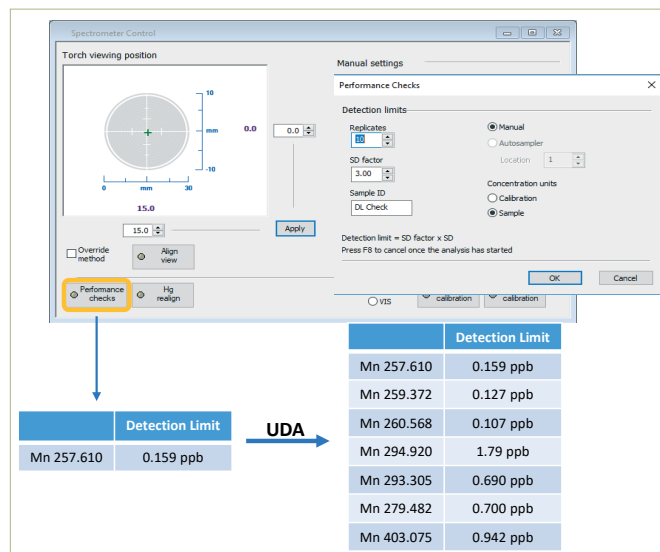 Spectrometer Control
Torch viewing position
Manual settings
10
mm
-10
0.0
0.0
0 mm 30
15.0
15.0
Apply
Override method
Align view
Performance checks
Hg realign
VIS
calibration
calibration
Performance Checks
Detection limits
Replicates
10
SD factor
3.00
Sample ID
DL Check
Manual
Autosampler
Location 1
Concentration units
Calibration
Sample
Detection limit = SD factor x SD
Press F8 to cancel once the analysis has started
OK Cancel
Detection Limit
Mn 257.610 0.159 ppb
UDA
Detection Limit
Mn 257.610 0.159 ppb
Mn 259.372 0.127 ppb
Mn 260.568 0.107 ppb
Mn 294.920 1.79 ppb
Mn 293.305 0.690 ppb
Mn 279.482 0.700 ppb
Mn 403.075 0.942 ppb